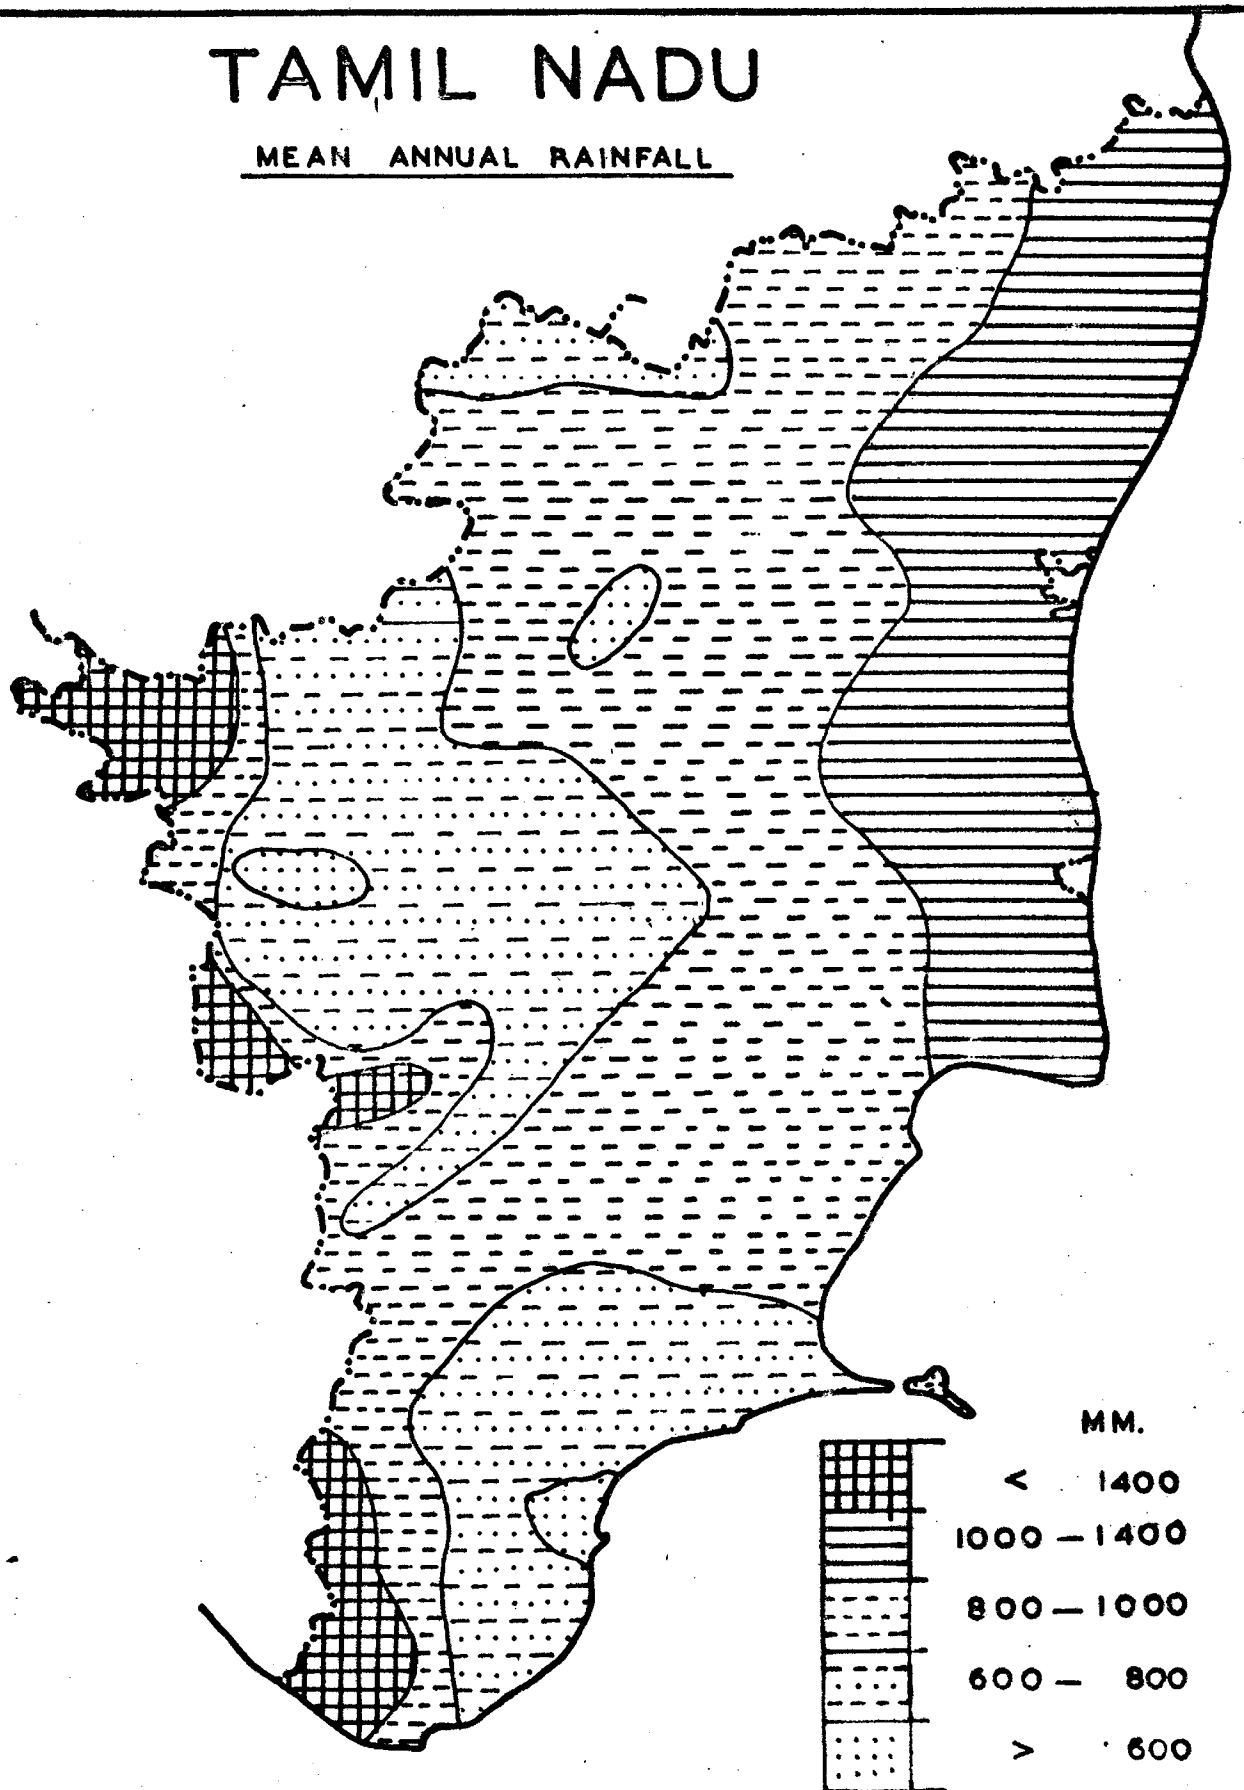 TAMIL NADU
MEAN ANNUAL RAINFALL
MM.
< 1400
1000 – 1400
800 – 1000
600 – 800
> 600